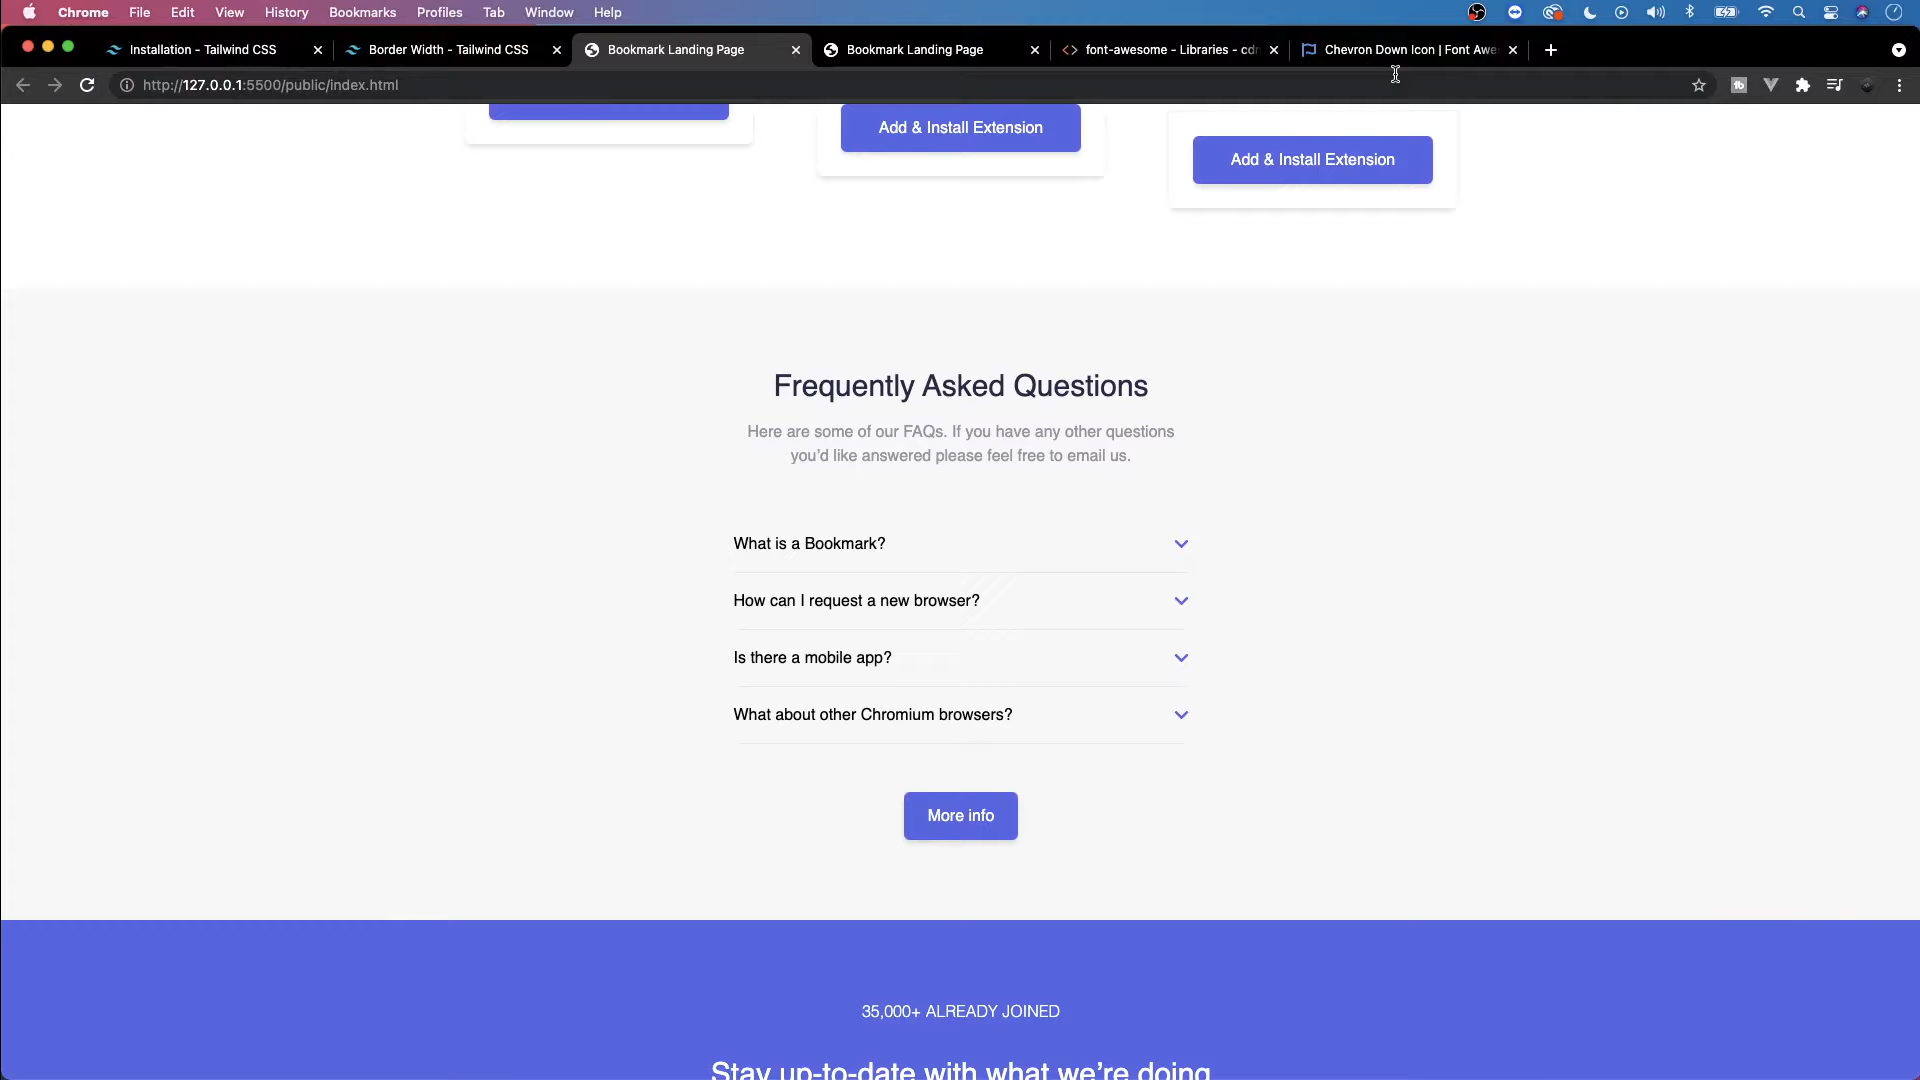 Chrome File Edit View History Bookmarks Profiles Tab Window Help
Installation - Tailwind CSS
Border Width - Tailwind CSS
Bookmark Landing Page
Bookmark Landing Page
font-awesome - Libraries - cdn
Chevron Down Icon | Font Awe
http://127.0.0.1:5500/public/index.html
Add & Install Extension
Add & Install Extension
Frequently Asked Questions
Here are some of our FAQs. If you have any other questions
you’d like answered please feel free to email us.
What is a Bookmark?
How can I request a new browser?
Is there a mobile app?
What about other Chromium browsers?
More info
35,000+ ALREADY JOINED
Stay up-to-date with what we’re doing